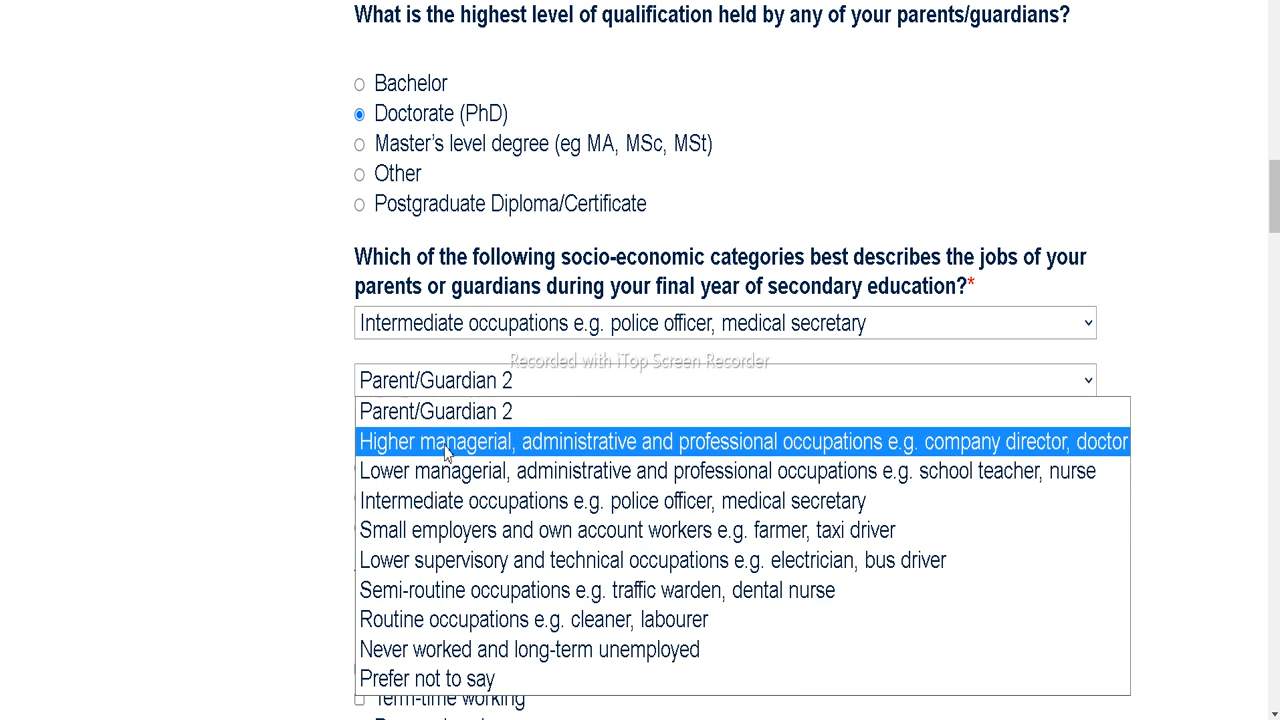 What is the highest level of qualification held by any of your parents/guardians?
Bachelor
Doctorate (PhD)
Master's level degree (eg MA, MSc, MSt)
Other
Postgraduate Diploma/Certificate
Which of the following socio-economic categories best describes the jobs of your
parents or guardians during your final year of secondary education?*
Intermediate occupations e.g. police officer, medical secretary
Recorded with iTop Screen Recorder
Parent/Guardian 2
Parent/Guardian 2
Higher managerial, administrative and professional occupations e.g. company director, doctor
Lower managerial, administrative and professional occupations e.g. school teacher, nurse
Intermediate occupations e.g. police officer, medical secretary
Small employers and own account workers e.g. farmer, taxi driver
Lower supervisory and technical occupations e.g. electrician, bus driver
Semi-routine occupations e.g. traffic warden, dental nurse
Routine occupations e.g. cleaner, labourer
Never worked and long-term unemployed
Prefer not to say
Term-time working